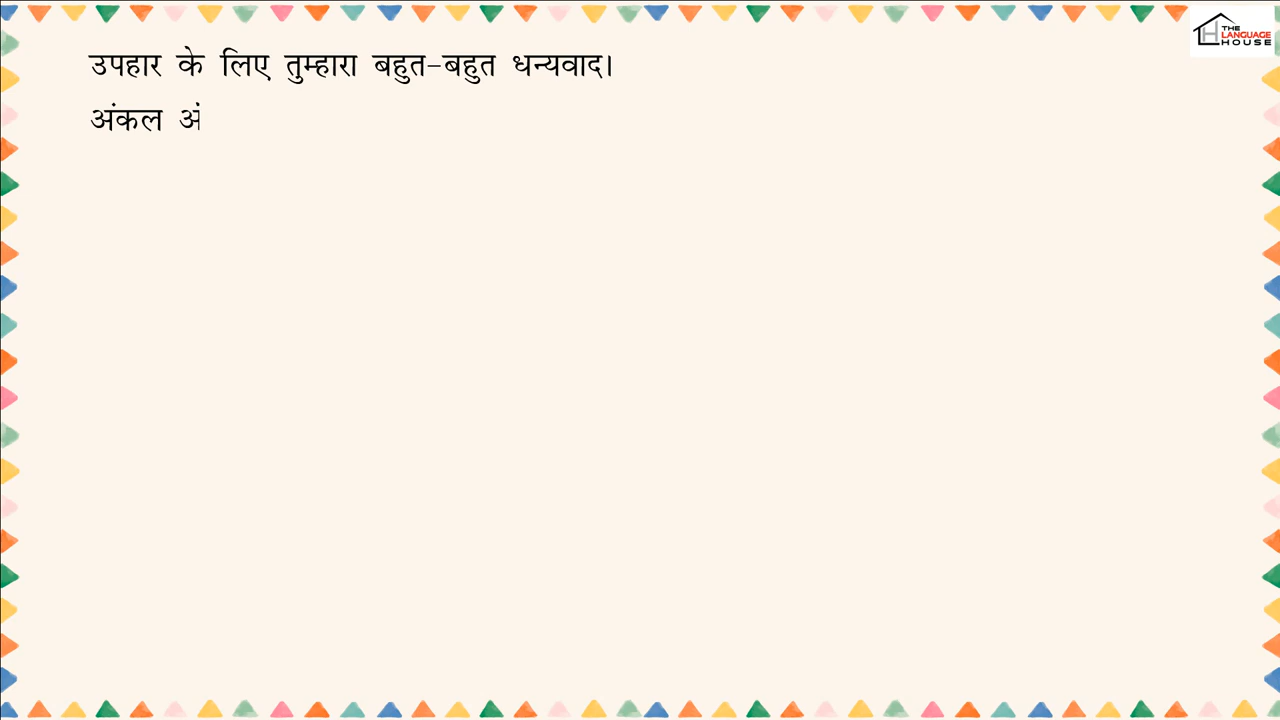 उपहार के लिए तुम्हारा बहुत-बहुत धन्यवाद।
अंकल अं
THE
LANGUAGE
HOUSE